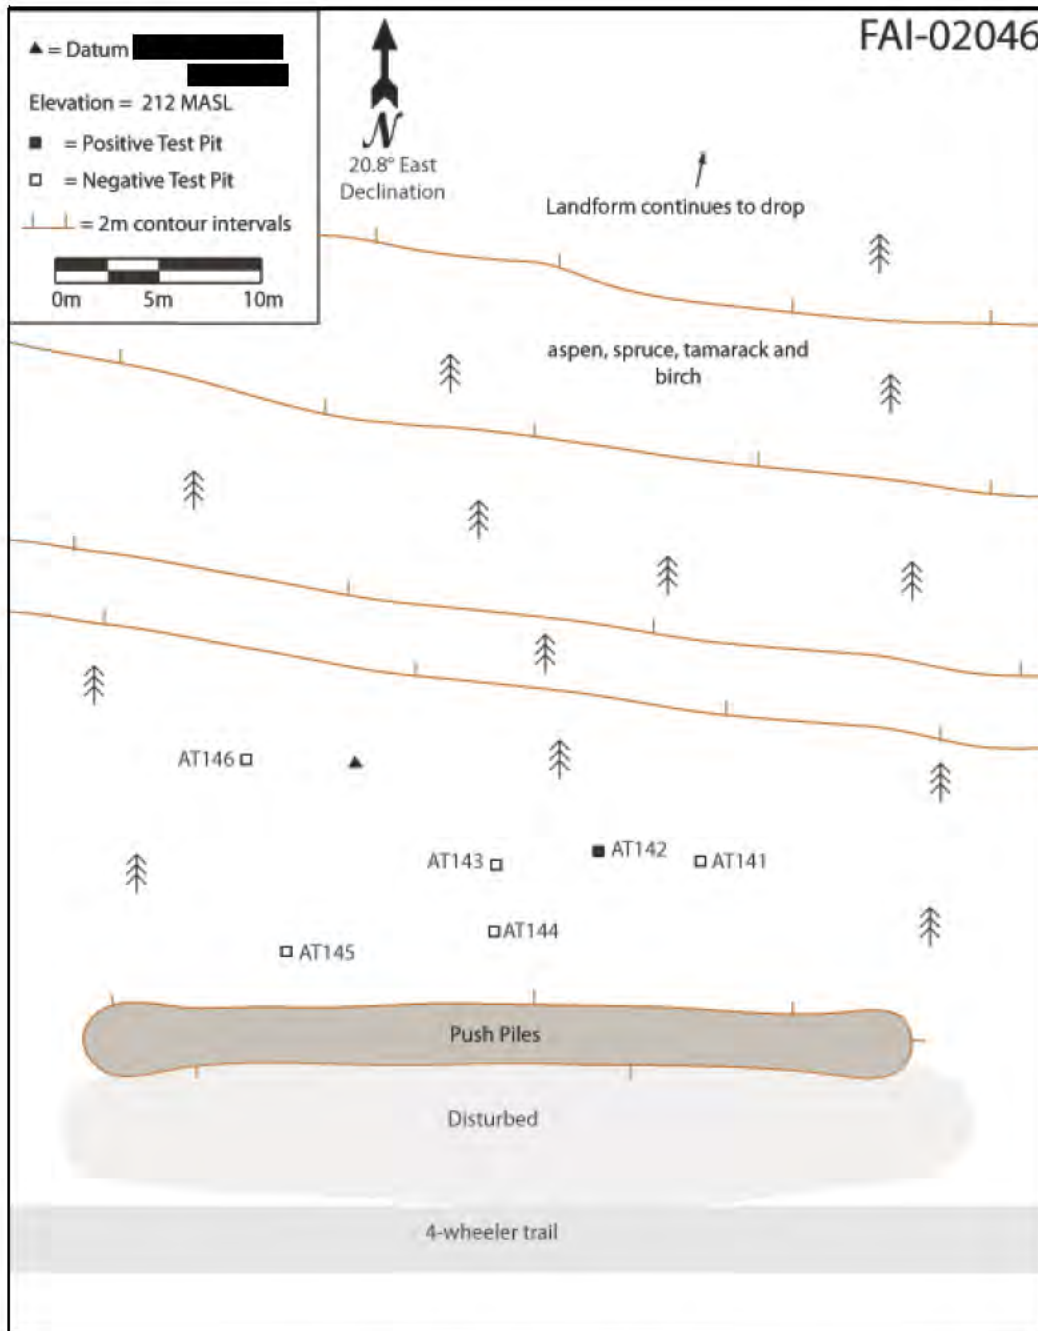 FAI-02046
= Datum
Elevation = 212 MASL
= Positive Test Pit
= Negative Test Pit
= 2m contour intervals
0m 5m 10m
N
20.8° East
Declination
Landform continues to drop
aspen, spruce, tamarack and
birch
AT146
AT143
AT142
AT141
AT144
AT145
Push Piles
Disturbed
4-wheeler trail